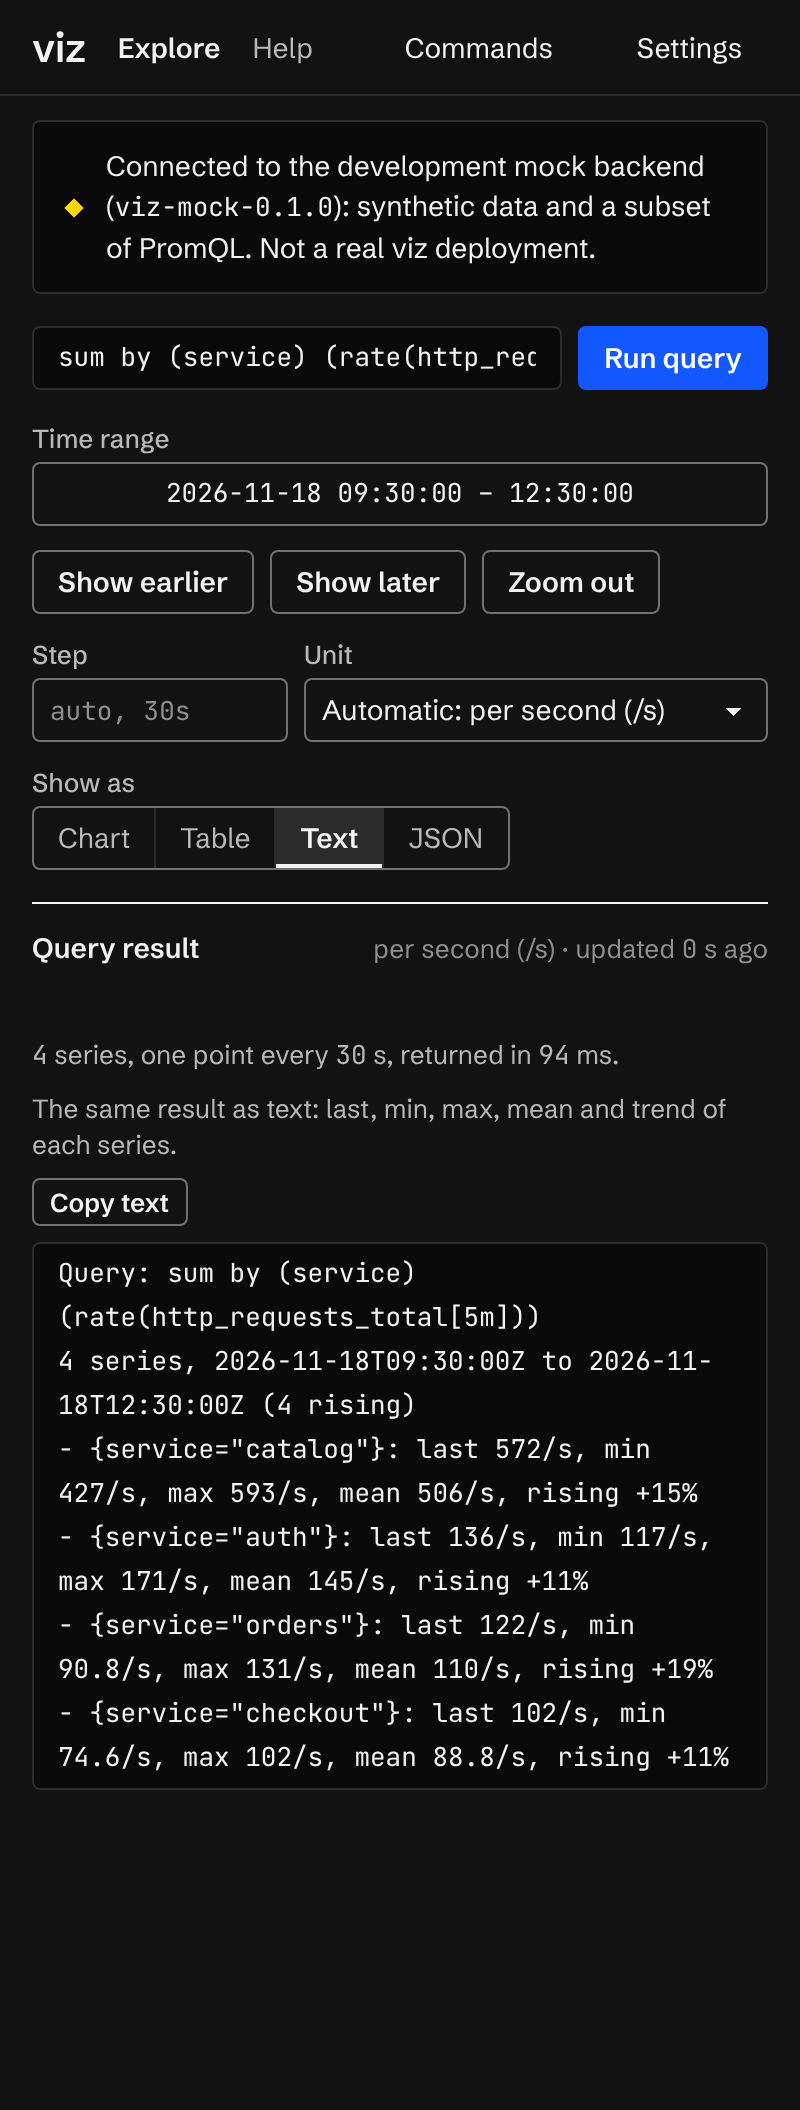 viz Explore Help Commands Settings
Connected to the development mock backend
(viz-mock-0.1.0): synthetic data and a subset
of PromQL. Not a real viz deployment.
sum by (service) (rate(http_rec Run query
Time range
2026-11-18 09:30:00 – 12:30:00
Show earlier Show later Zoom out
Step Unit
auto, 30s Automatic: per second (/s)
Show as
Chart Table Text JSON
Query result per second (/s) · updated 0 s ago
4 series, one point every 30 s, returned in 94 ms.
The same result as text: last, min, max, mean and trend of
each series.
Copy text
Query: sum by (service)
(rate(http_requests_total[5m]))
4 series, 2026-11-18T09:30:00Z to 2026-11-
18T12:30:00Z (4 rising)
- {service="catalog"}: last 572/s, min
427/s, max 593/s, mean 506/s, rising +15%
- {service="auth"}: last 136/s, min 117/s,
max 171/s, mean 145/s, rising +11%
- {service="orders"}: last 122/s, min
90.8/s, max 131/s, mean 110/s, rising +19%
- {service="checkout"}: last 102/s, min
74.6/s, max 102/s, mean 88.8/s, rising +11%